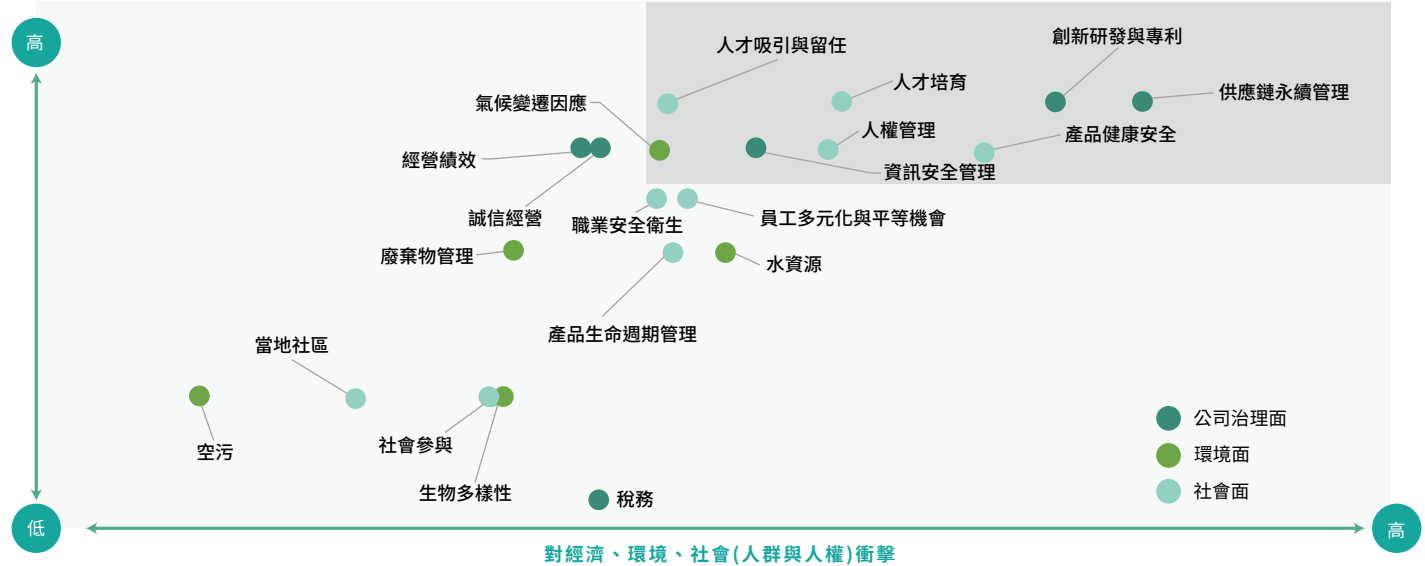 高
人才吸引與留任
創新研發與專利
人才培育
供應鏈永續管理
氣候變遷因應
人權管理
產品健康安全
經營績效
資訊安全管理
誠信經營
職業安全衛生
員工多元化與平等機會
廢棄物管理
水資源
產品生命週期管理
當地社區
公司治理面
社會參與
空污
環境面
生物多樣性
稅務
社會面
低
高
對經濟、環境、社會(人群與人權)衝擊